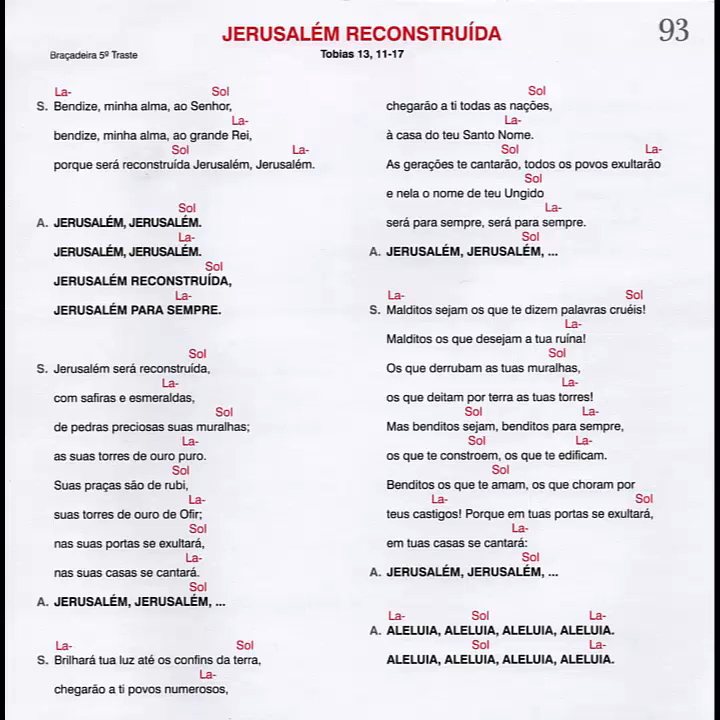 JERUSALÉM RECONSTRUÍDA
93
Braçadeira 5º Traste
Tobias 13, 11-17
La- Sol
S. Bendize, minha alma, ao Senhor,
La-
bendize, minha alma, ao grande Rei,
Sol La-
porque será reconstruída Jerusalém, Jerusalém.
Sol
A. JERUSALÉM, JERUSALÉM.
La-
JERUSALÉM, JERUSALÉM.
Sol
JERUSALÉM RECONSTRUÍDA,
La-
JERUSALÉM PARA SEMPRE.
Sol
S. Jerusalém será reconstruída,
La-
com safiras e esmeraldas,
Sol
de pedras preciosas suas muralhas;
La-
as suas torres de ouro puro.
Sol
Suas praças são de rubi,
La-
suas torres de ouro de Ofir;
Sol
nas suas portas se exultará,
La-
nas suas casas se cantará.
Sol
A. JERUSALÉM, JERUSALÉM, ...
La- Sol
S. Brilhará tua luz até os confins da terra,
La-
chegarão a ti povos numerosos,
Sol
chegarão a ti todas as nações,
La-
à casa do teu Santo Nome.
Sol La-
As gerações te cantarão, todos os povos exultarão
Sol
e nela o nome de teu Ungido
La-
será para sempre, será para sempre.
Sol
A. JERUSALÉM, JERUSALÉM, ...
La- Sol
S. Malditos sejam os que te dizem palavras cruéis!
La-
Malditos os que desejam a tua ruína!
Sol
Os que derrubam as tuas muralhas,
La-
os que deitam por terra as tuas torres!
Sol La-
Mas benditos sejam, benditos para sempre,
Sol La-
os que te constroem, os que te edificam.
Sol
Benditos os que te amam, os que choram por
La- Sol
teus castigos! Porque em tuas portas se exultará,
La-
em tuas casas se cantará:
Sol
A. JERUSALÉM, JERUSALÉM, ...
La- Sol La-
A. ALELUIA, ALELUIA, ALELUIA, ALELUIA.
Sol La-
ALELUIA, ALELUIA, ALELUIA, ALELUIA.